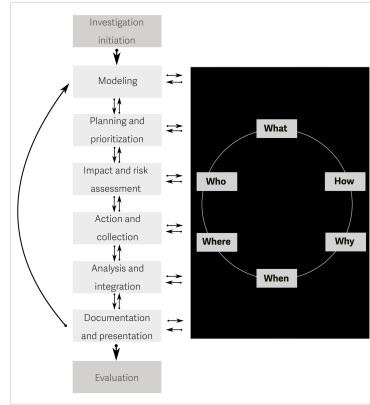 Investigation
initiation
Modeling
Planning and
prioritization
Impact and risk
assessment
Action and
collection
Analysis and
integration
Documentation
and presentation
Evaluation
What
Who
How
Where
Why
When